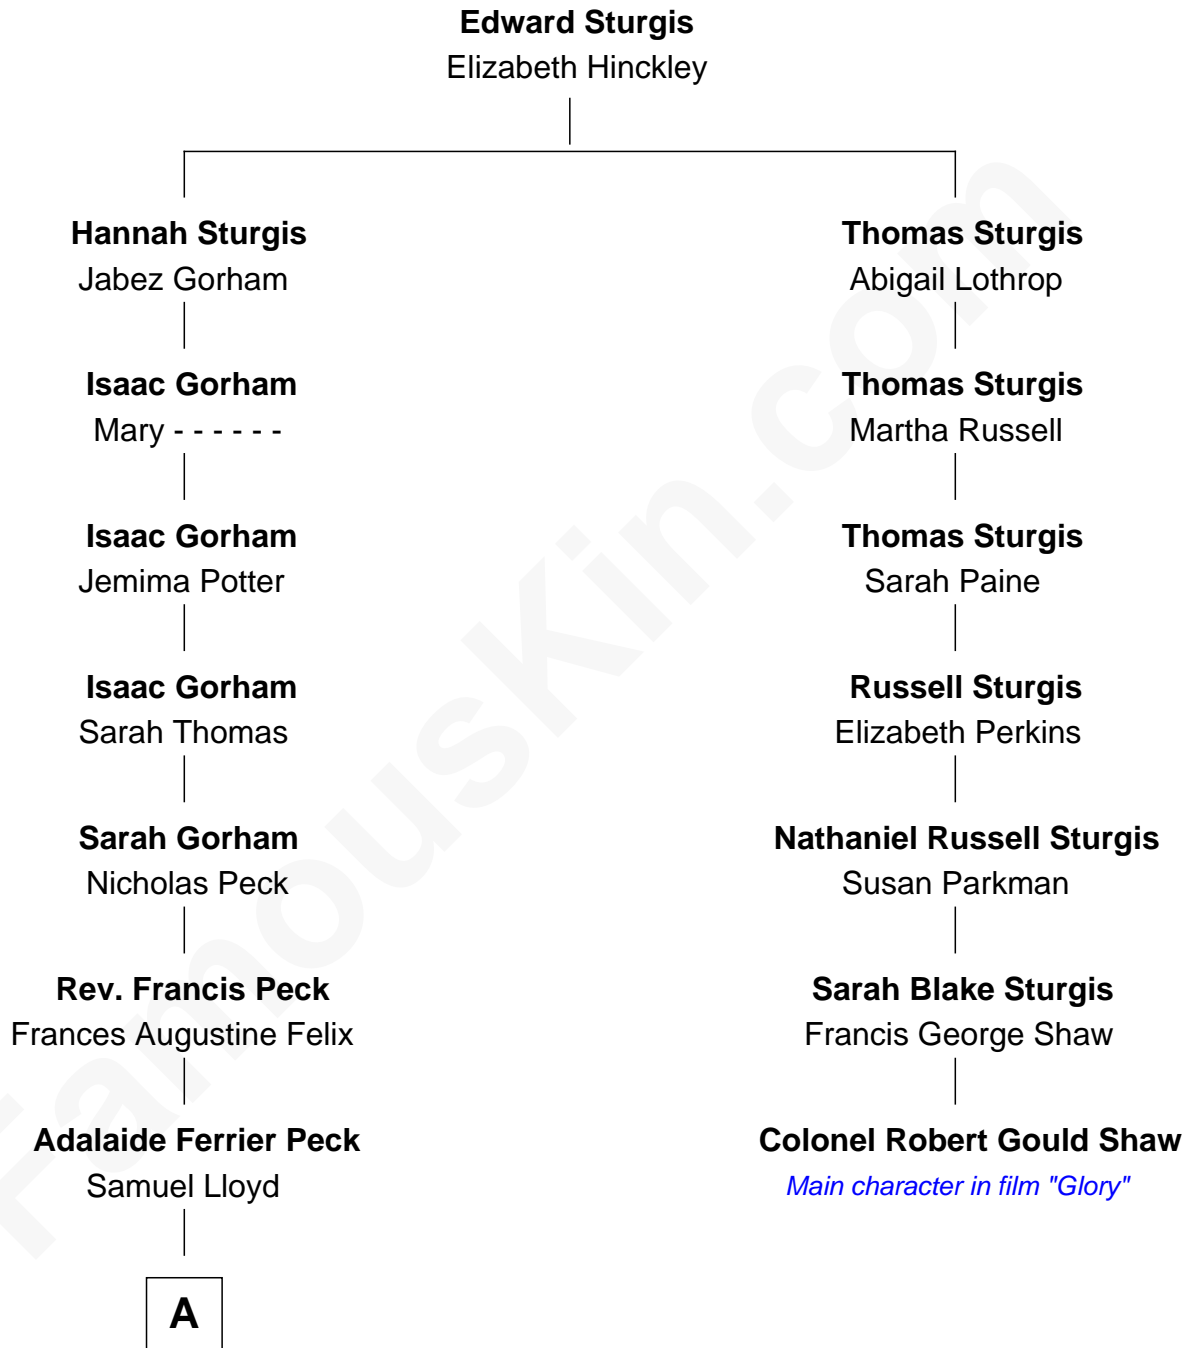 Edward Sturgis
Elizabeth Hinckley
Hannah Sturgis
Jabez Gorham
Thomas Sturgis
Abigail Lothrop
Isaac Gorham
Mary - - - - - -
Thomas Sturgis
Martha Russell
Isaac Gorham
Jemima Potter
Thomas Sturgis
Sarah Paine
Isaac Gorham
Sarah Thomas
Russell Sturgis
Elizabeth Perkins
Sarah Gorham
Nicholas Peck
Nathaniel Russell Sturgis
Susan Parkman
Rev. Francis Peck
Frances Augustine Felix
Sarah Blake Sturgis
Francis George Shaw
Adalaide Ferrier Peck
Samuel Lloyd
Colonel Robert Gould Shaw
Main character in film "Glory"
A
FamousKin.com